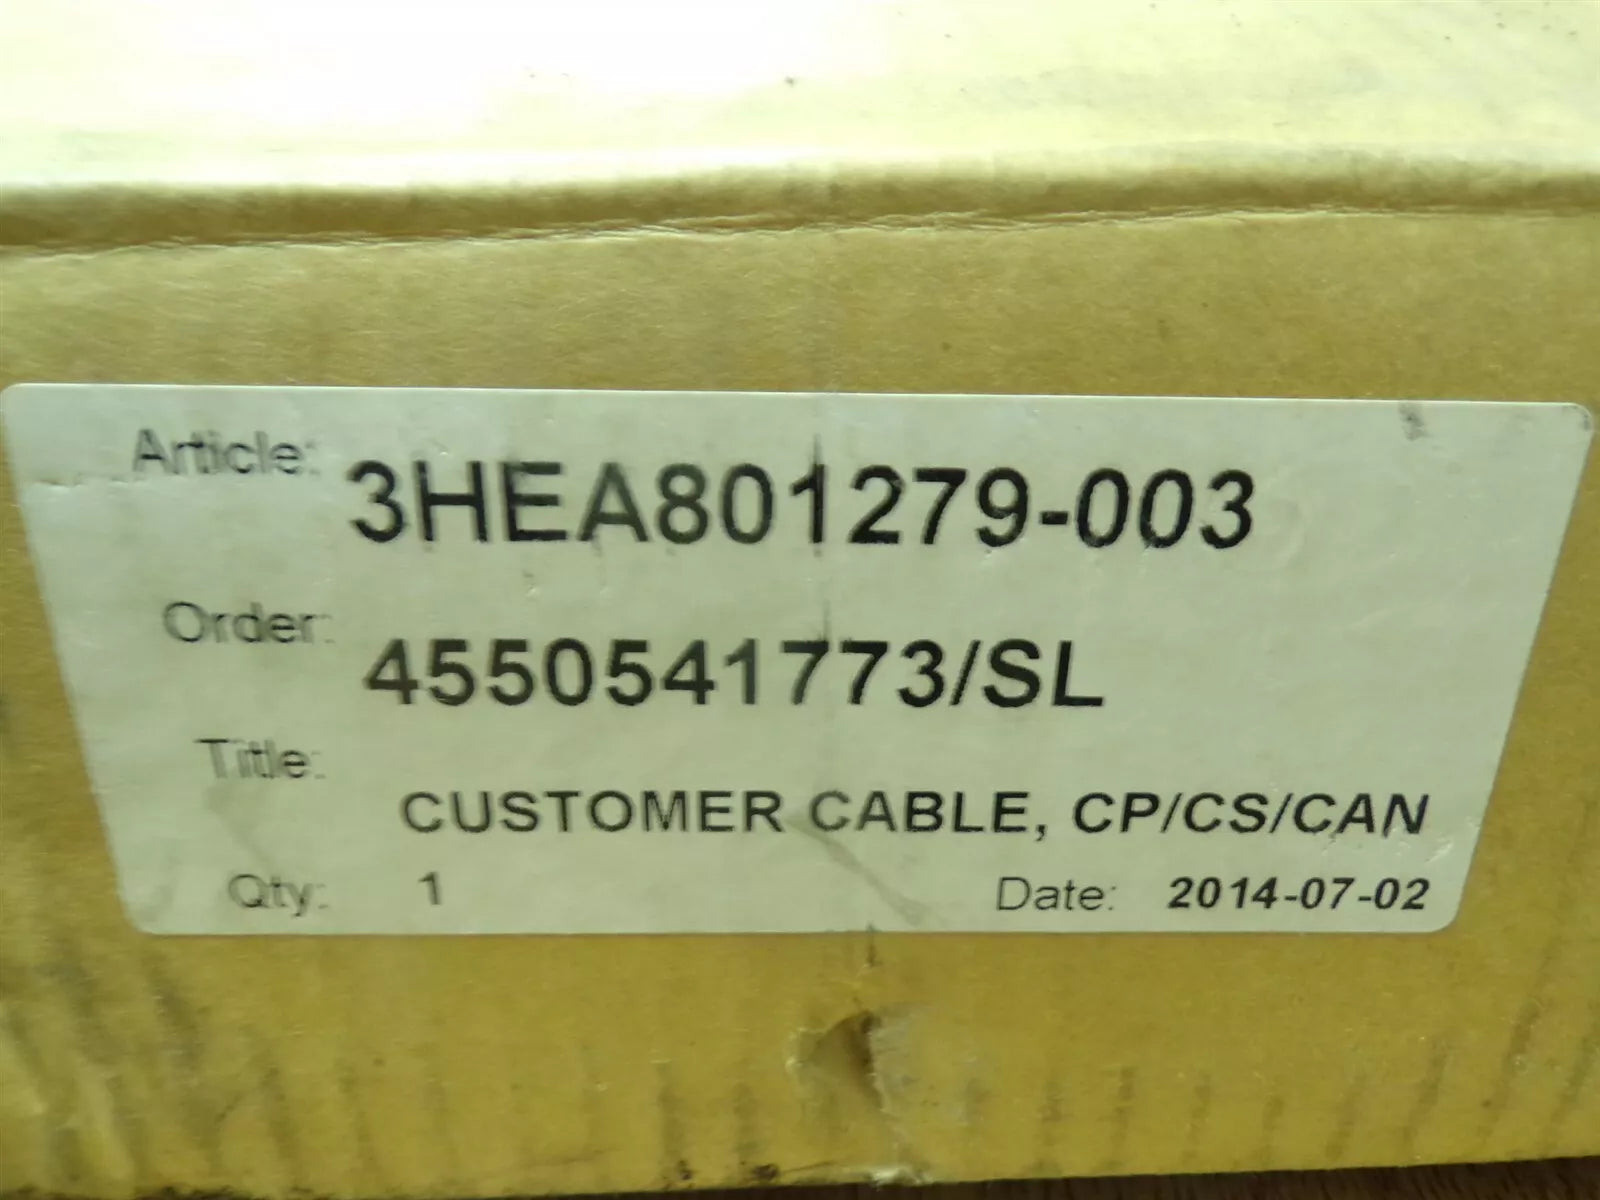 Article: 3HEA801279-003
Order: 4550541773/SL
Title:
CUSTOMER CABLE, CP/CS/CAN
Qty: 1 Date: 2014-07-02